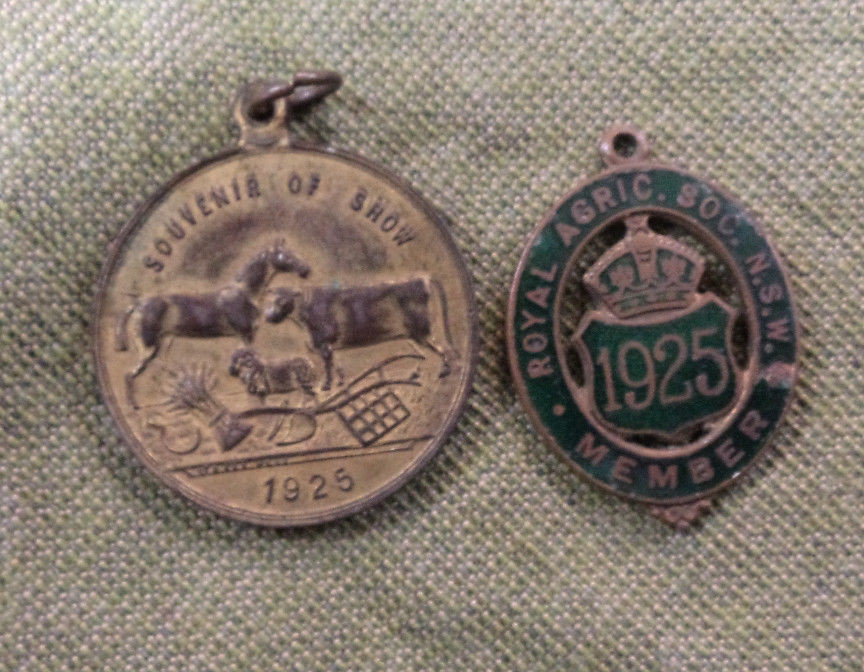 SOUVENIR OF SHOW
1925
ROYAL AGRIC. SOC. N.S.W.
1925
MEMBER